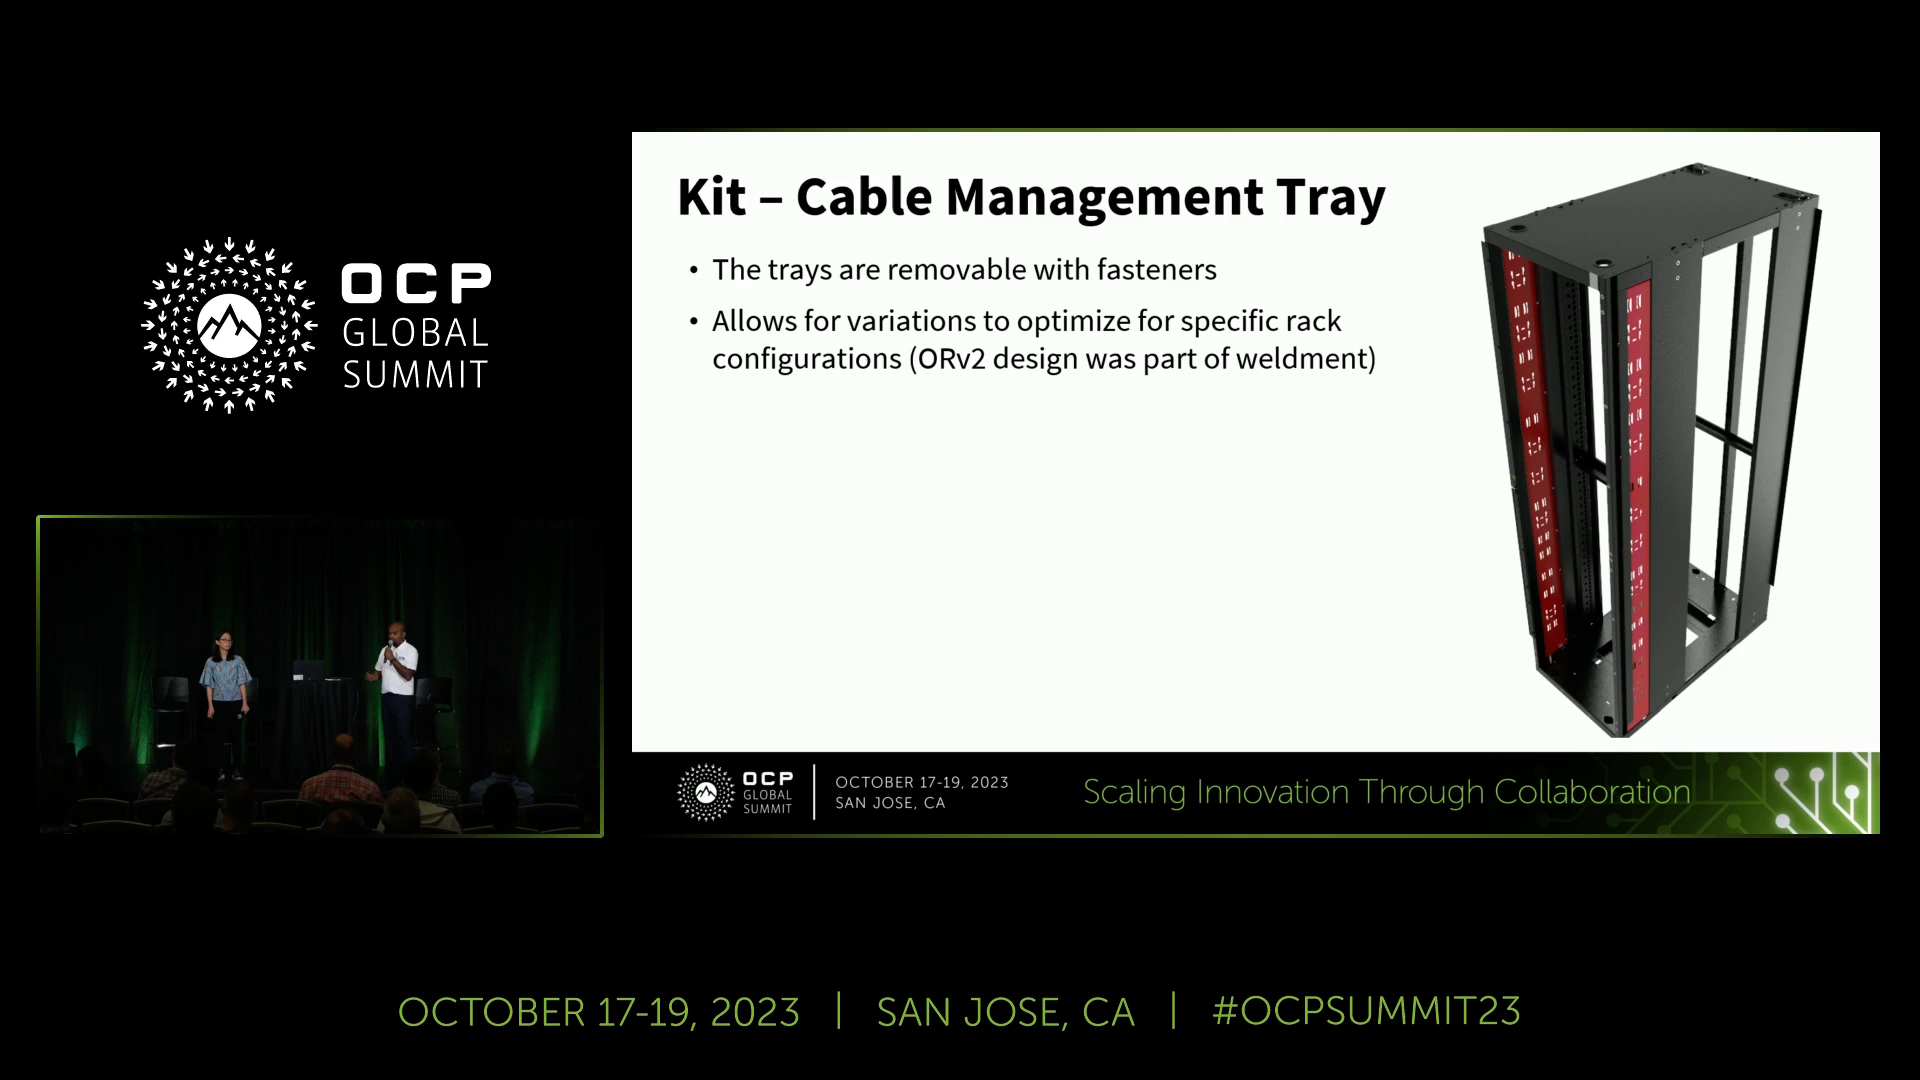 OCP
GLOBAL
SUMMIT
Kit – Cable Management Tray
• The trays are removable with fasteners
• Allows for variations to optimize for specific rack
configurations (ORv2 design was part of weldment)
OCP
GLOBAL
SUMMIT
OCTOBER 17-19, 2023
SAN JOSE, CA
Scaling Innovation Through Collaboration
OCTOBER 17-19, 2023 | SAN JOSE, CA | #OCPSUMMIT23